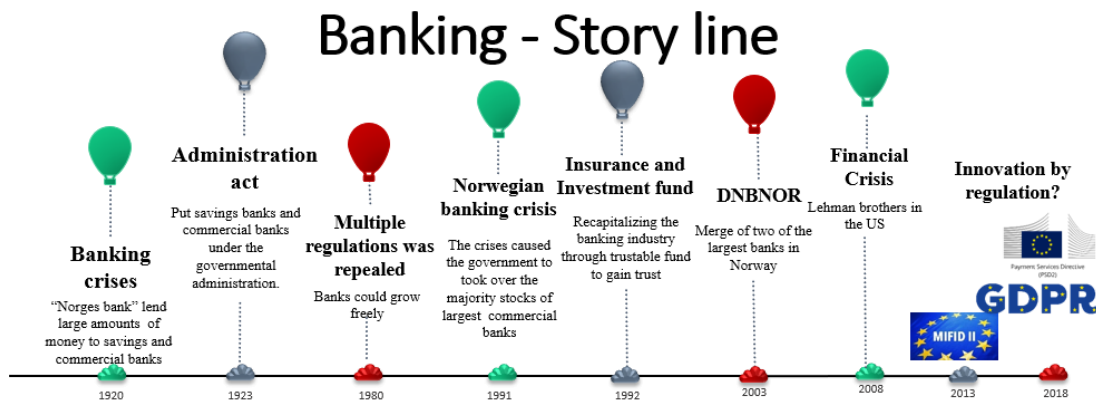 Banking - Story line
Banking
crises
“Norges bank” lend
large amounts of
money to savings and
commercial banks
Administration
act
Put savings banks and
commercial banks
under the
governmental
administration.
Multiple
regulations was
repealed
Banks could grow
freely
Norwegian
banking crisis
The crises caused
the government to
took over the
majority stocks of
largest commercial
banks
Insurance and
Investment fund
Recapitalizing the
banking industry
through trustable
fund to gain trust
DNBNOR
Merge of two of the
largest banks in
Norway
Financial
Crisis
Lehman brothers in
the US
Innovation by
regulation?
Payment Services Directive
(PSD2)
GDPR
MIFID II
1920
1923
1980
1991
1992
2003
2008
2013
2018